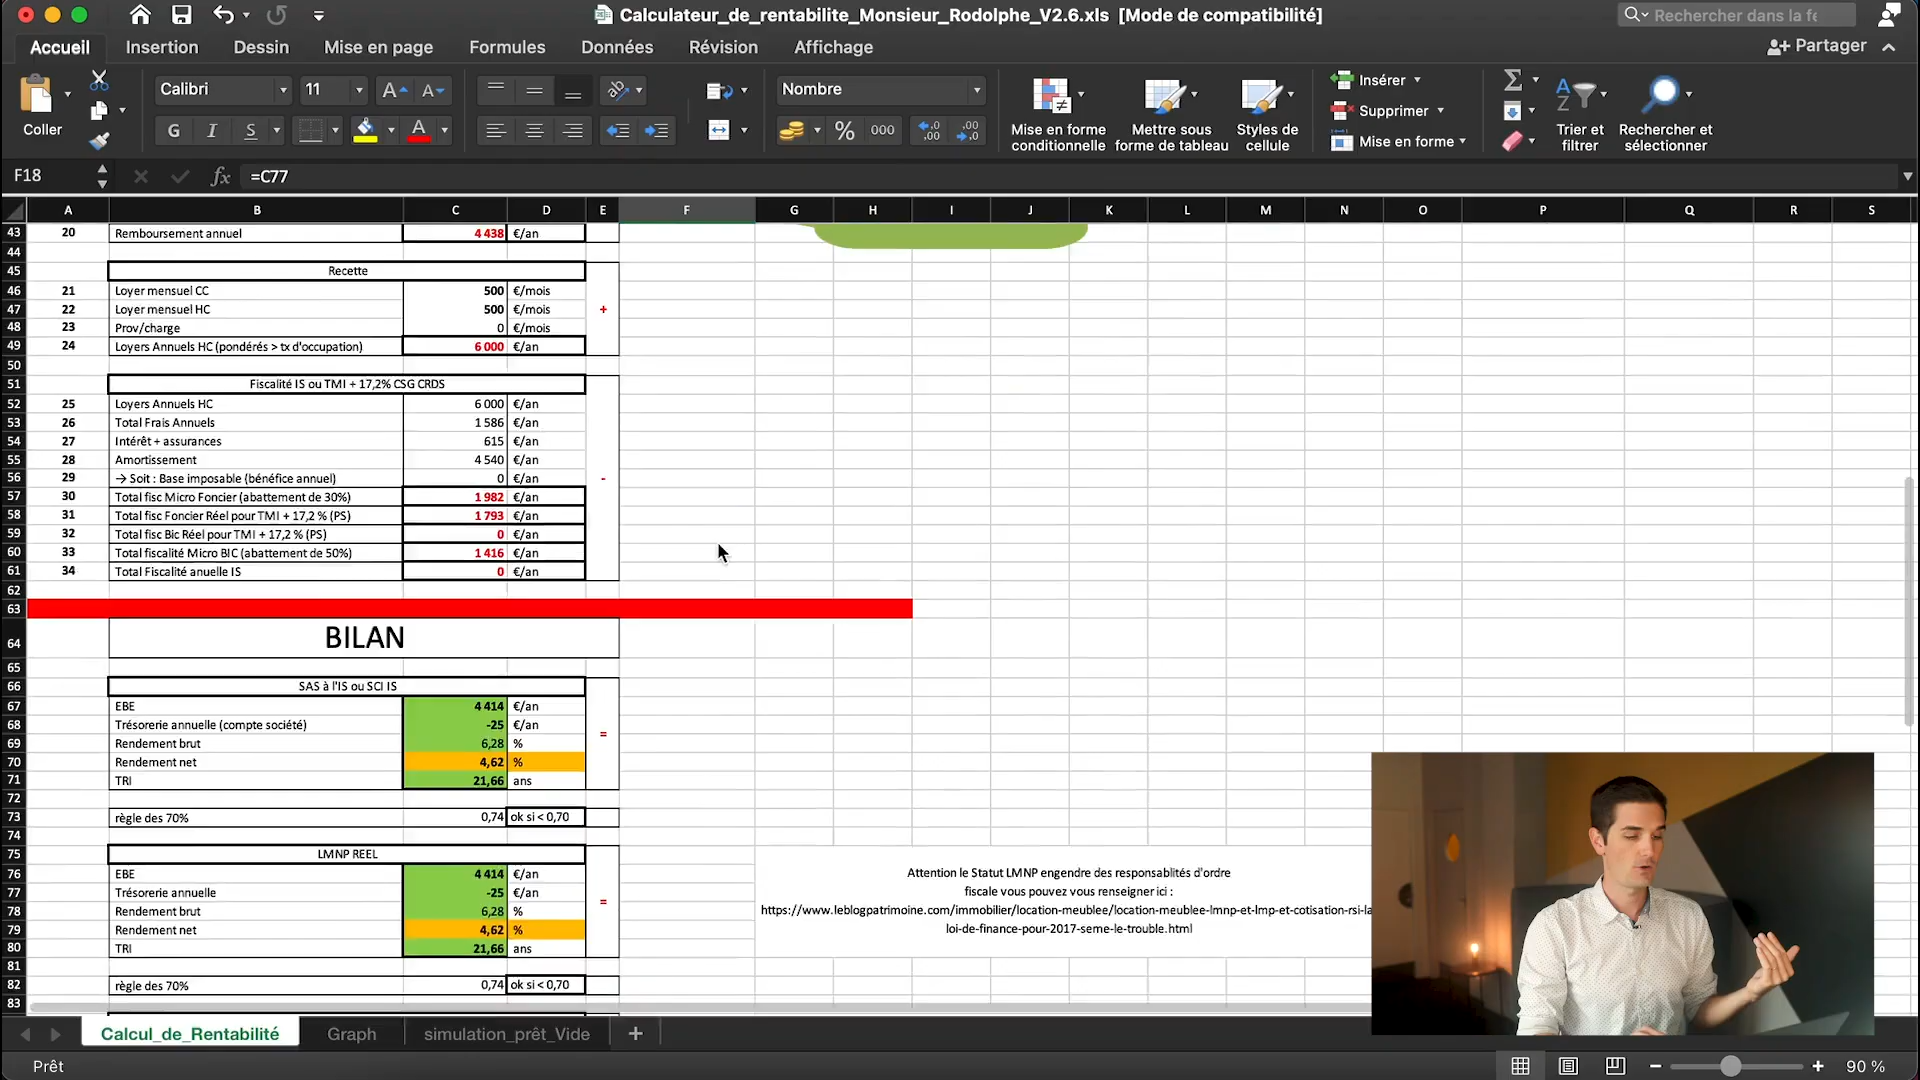 Calculateur_de_rentabilite_Monsieur_Rodolphe_V2.6.xls [Mode de compatibilité]
Rechercher dans la fe
Accueil Insertion Dessin Mise en page Formules Données Révision Affichage Partager
Coller
Calibri 11
G I S
Nombre
% 000
Mise en forme conditionnelle
Mettre sous forme de tableau
Styles de cellule
Insérer
Supprimer
Mise en forme
Trier et filtrer
Rechercher et sélectionner
F18 fx =C77
A B C D E F G H I J K L M N O P Q R S
43 20 Remboursement annuel 4 438 €/an
44
45 Recette
46 21 Loyer mensuel CC 500 €/mois
47 22 Loyer mensuel HC 500 €/mois +
48 23 Prov/charge 0 €/mois
49 24 Loyers Annuels HC (pondérés > tx d'occupation) 6 000 €/an
50
51 Fiscalité IS ou TMI + 17,2% CSG CRDS
52 25 Loyers Annuels HC 6 000 €/an
53 26 Total Frais Annuels 1 586 €/an
54 27 Intérêt + assurances 615 €/an
55 28 Amortissement 4 540 €/an
56 29 → Soit : Base imposable (bénéfice annuel) 0 €/an -
57 30 Total fisc Micro Foncier (abattement de 30%) 1 982 €/an
58 31 Total fisc Foncier Réel pour TMI + 17,2 % (PS) 1 793 €/an
59 32 Total fisc Bic Réel pour TMI + 17,2 % (PS) 0 €/an
60 33 Total fiscalité Micro BIC (abattement de 50%) 1 416 €/an
61 34 Total Fiscalité anuelle IS 0 €/an
62
63
64 BILAN
65
66 SAS à l'IS ou SCI IS
67 EBE 4 414 €/an
68 Trésorerie annuelle (compte société) -25 €/an
69 Rendement brut 6,28 % =
70 Rendement net 4,62 %
71 TRI 21,66 ans
72
73 règle des 70% 0,74 ok si < 0,70
74
75 LMNP REEL
76 EBE 4 414 €/an
77 Trésorerie annuelle -25 €/an
78 Rendement brut 6,28 % =
79 Rendement net 4,62 %
80 TRI 21,66 ans
81
82 règle des 70% 0,74 ok si < 0,70
83
Attention le Statut LMNP engendre des responsablités d'ordre
fiscale vous pouvez vous renseigner ici :
https://www.leblogpatrimoine.com/immobilier/location-meublee/location-meublee-lmnp-et-lmp-et-cotisation-rsi-la
loi-de-finance-pour-2017-seme-le-trouble.html
Calcul_de_Rentabilité Graph simulation_prêt_Vide +
Prêt 90 %